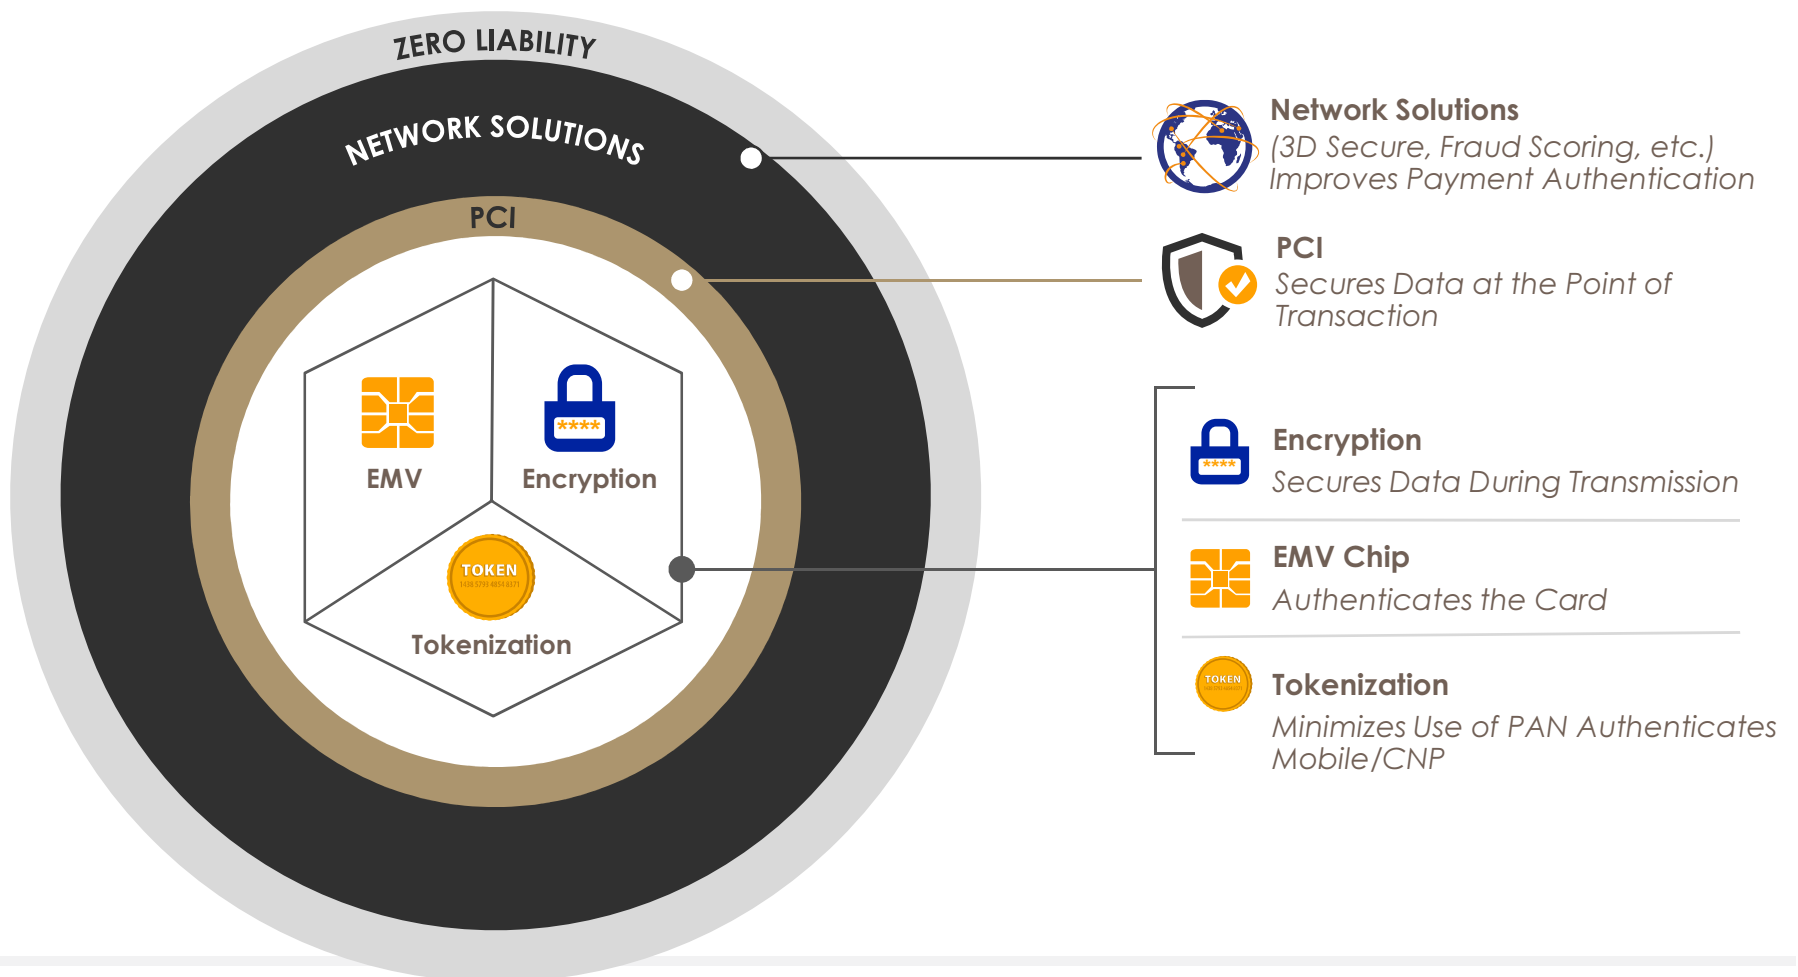 ZERO LIABILITY
NETWORK SOLUTIONS
PCI
EMV
****
Encryption
TOKEN
Tokenization
Network Solutions
(3D Secure, Fraud Scoring, etc.)
Improves Payment Authentication
PCI
Secures Data at the Point of
Transaction
****
Encryption
Secures Data During Transmission
EMV Chip
Authenticates the Card
TOKEN
Tokenization
Minimizes Use of PAN Authenticates
Mobile/CNP